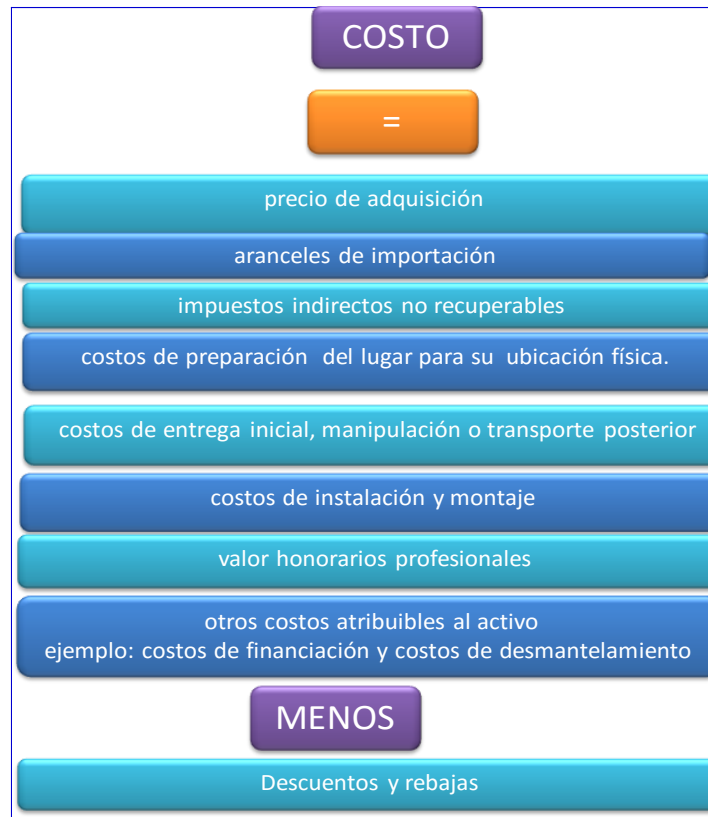 COSTO
=
precio de adquisición
aranceles de importación
impuestos indirectos no recuperables
costos de preparación del lugar para su ubicación física.
costos de entrega inicial, manipulación o transporte posterior
costos de instalación y montaje
valor honorarios profesionales
otros costos atribuibles al activo
ejemplo: costos de financiación y costos de desmantelamiento
MENOS
Descuentos y rebajas